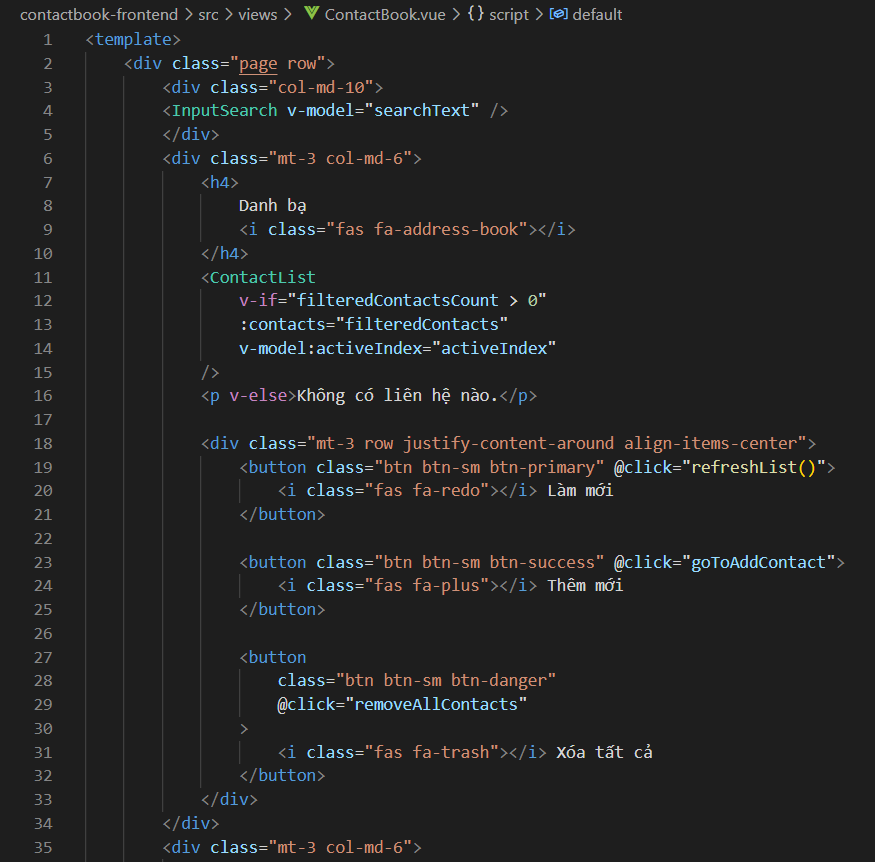 contactbook-frontend > src > views > ContactBook.vue > {} script > default
1 <template>
2 <div class="page row">
3 <div class="col-md-10">
4 <InputSearch v-model="searchText" />
5 </div>
6 <div class="mt-3 col-md-6">
7 <h4>
8 Danh bạ
9 <i class="fas fa-address-book"></i>
10 </h4>
11 <ContactList
12 v-if="filteredContactsCount > 0"
13 :contacts="filteredContacts"
14 v-model:activeIndex="activeIndex"
15 />
16 <p v-else>Không có liên hệ nào.</p>
17
18 <div class="mt-3 row justify-content-around align-items-center">
19 <button class="btn btn-sm btn-primary" @click="refreshList()">
20 <i class="fas fa-redo"></i> Làm mới
21 </button>
22
23 <button class="btn btn-sm btn-success" @click="goToAddContact">
24 <i class="fas fa-plus"></i> Thêm mới
25 </button>
26
27 <button
28 class="btn btn-sm btn-danger"
29 @click="removeAllContacts"
30 >
31 <i class="fas fa-trash"></i> Xóa tất cả
32 </button>
33 </div>
34 </div>
35 <div class="mt-3 col-md-6">